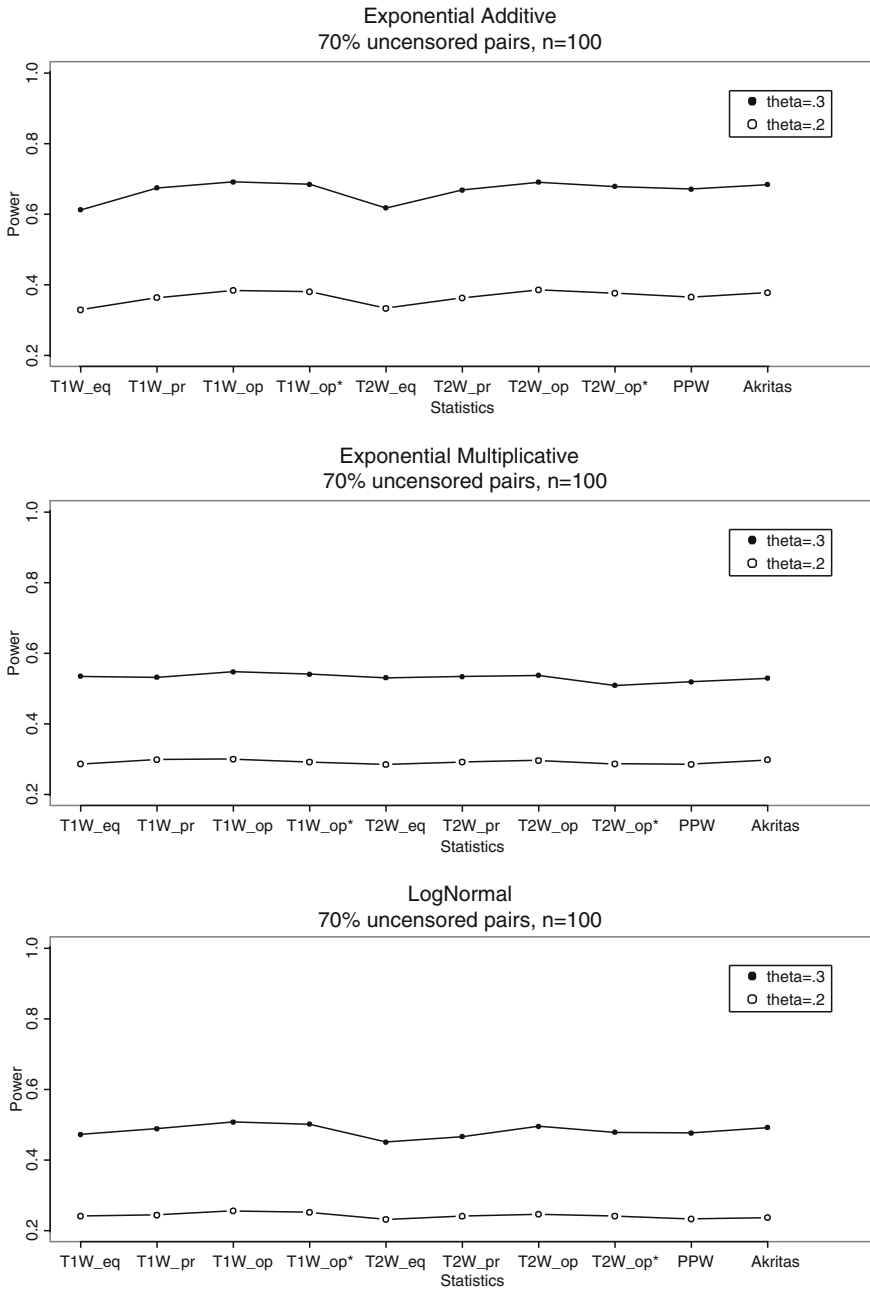 Exponential Additive
70% uncensored pairs, n=100
1.0
theta=.3
theta=.2
0.8
Power
0.6
0.4
0.2
T1W_eq T1W_pr T1W_op T1W_op* T2W_eq T2W_pr T2W_op T2W_op* PPW Akritas
Statistics
Exponential Multiplicative
70% uncensored pairs, n=100
1.0
theta=.3
theta=.2
0.8
Power
0.6
0.4
0.2
T1W_eq T1W_pr T1W_op T1W_op* T2W_eq T2W_pr T2W_op T2W_op* PPW Akritas
Statistics
LogNormal
70% uncensored pairs, n=100
1.0
theta=.3
theta=.2
0.8
Power
0.6
0.4
0.2
T1W_eq T1W_pr T1W_op T1W_op* T2W_eq T2W_pr T2W_op T2W_op* PPW Akritas
Statistics